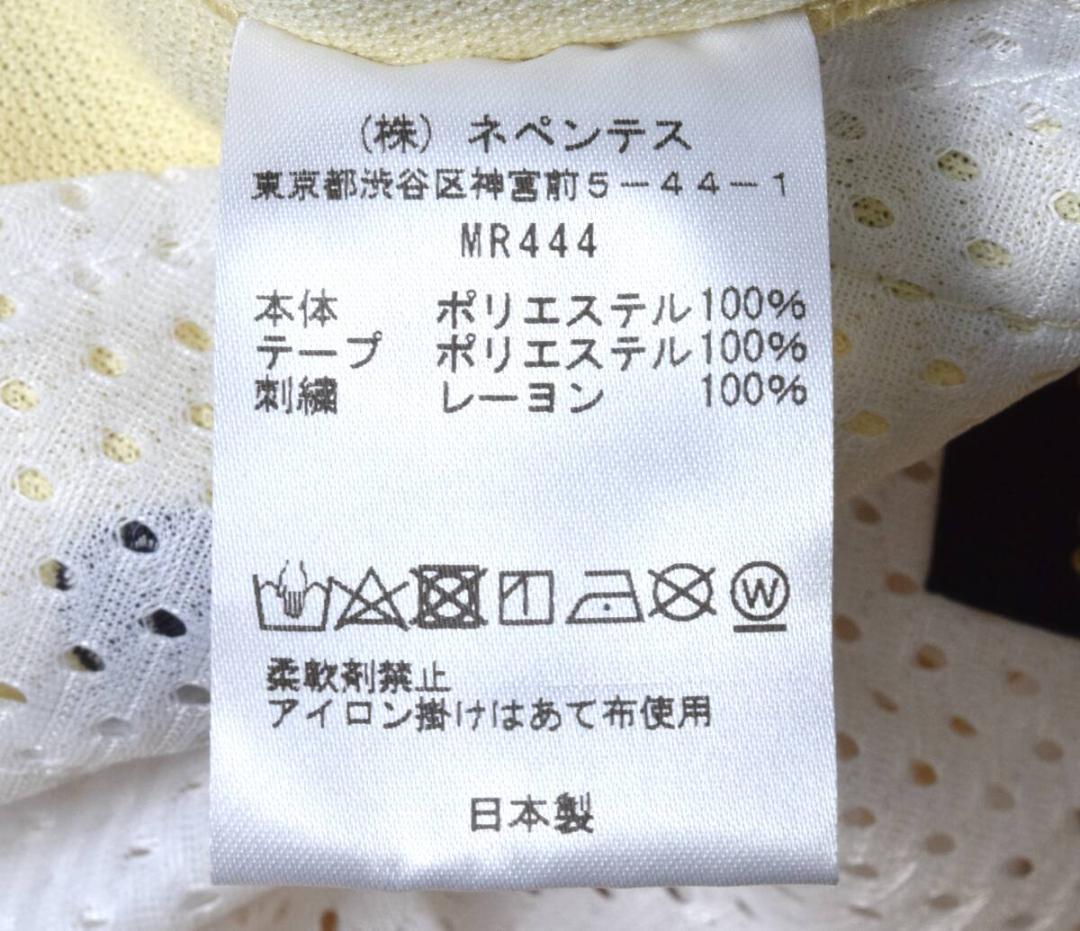 (株) ネペンテス
東京都渋谷区神宮前5-44-1
MR444
本体 ポリエステル100%
テープ ポリエステル100%
刺繍 レーヨン 100%
W
柔軟剤禁止
アイロン掛けはあて布使用
日本製